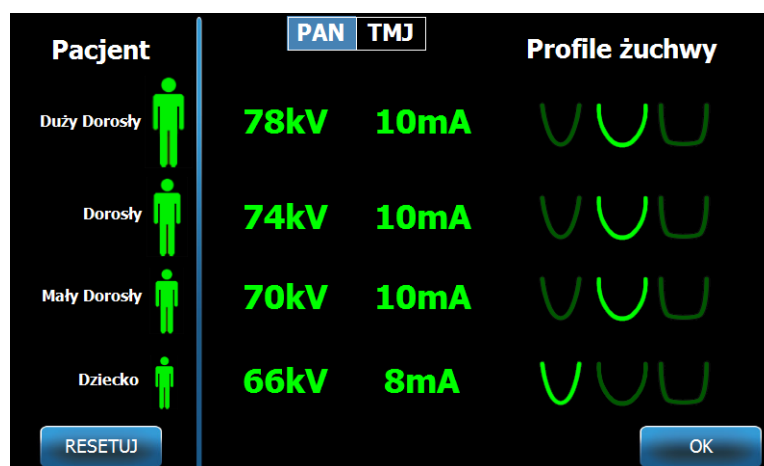 Pacjent
PAN TMJ
Profile żuchwy
Duży Dorosły 78kV 10mA
Dorosły 74kV 10mA
Mały Dorosły 70kV 10mA
Dziecko 66kV 8mA
RESETUJ
OK